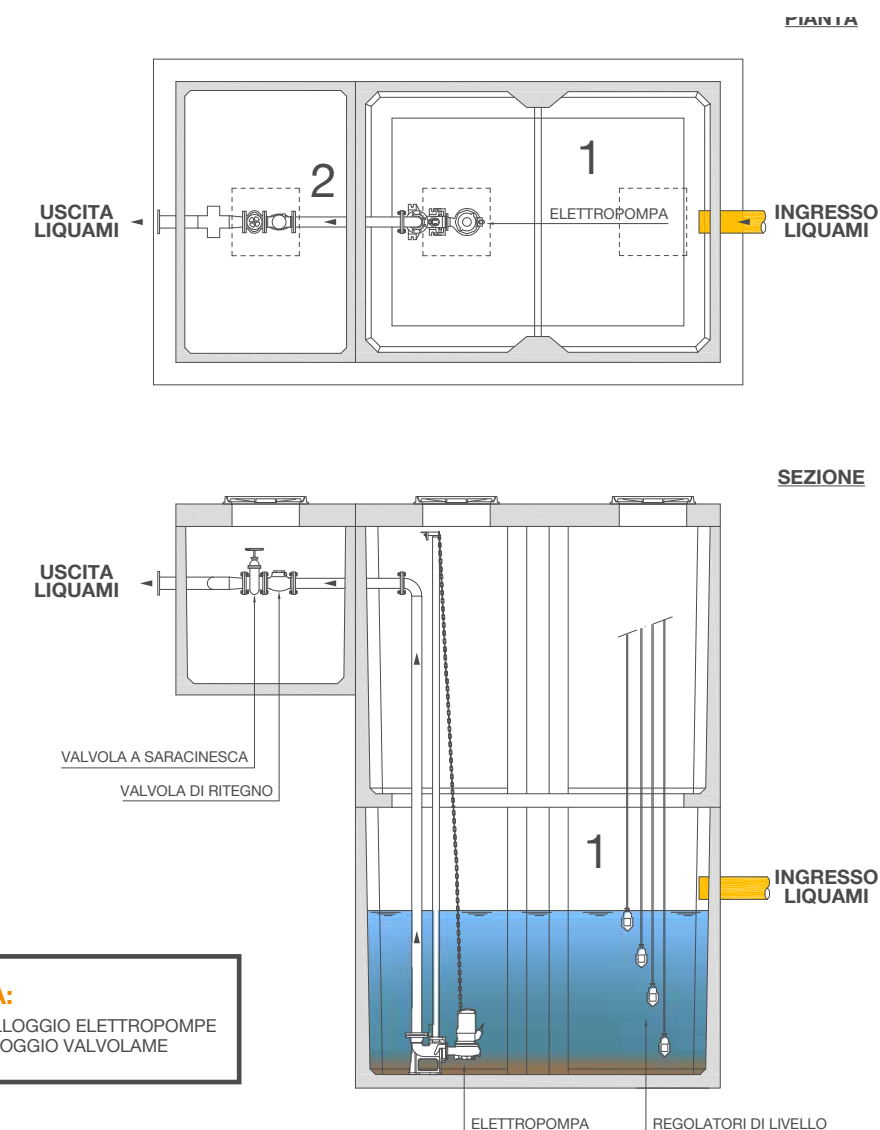 PIANTA
2
1
USCITA
LIQUAMI
ELETTROPOMPA
INGRESSO
LIQUAMI
SEZIONE
USCITA
LIQUAMI
VALVOLA A SARACINESCA
VALVOLA DI RITEGNO
1
INGRESSO
LIQUAMI
A:
LLOGGIO ELETTROPOMPE
OGGIO VALVOLAME
ELETTROPOMPA
REGOLATORI DI LIVELLO